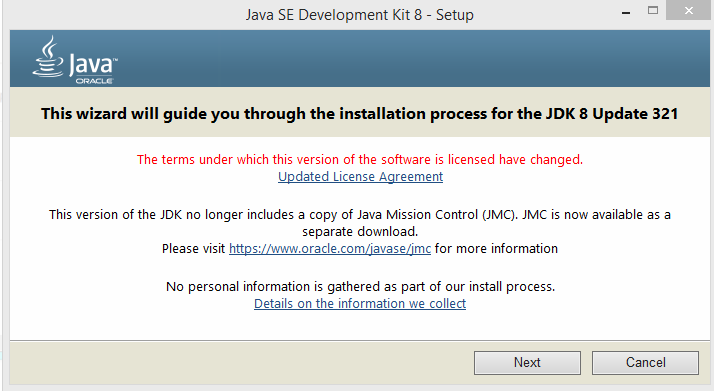 Java SE Development Kit 8 - Setup
Java™
ORACLE
This wizard will guide you through the installation process for the JDK 8 Update 321
The terms under which this version of the software is licensed have changed.
Updated License Agreement
This version of the JDK no longer includes a copy of Java Mission Control (JMC). JMC is now available as a
separate download.
Please visit https://www.oracle.com/javase/jmc for more information
No personal information is gathered as part of our install process.
Details on the information we collect
Next
Cancel